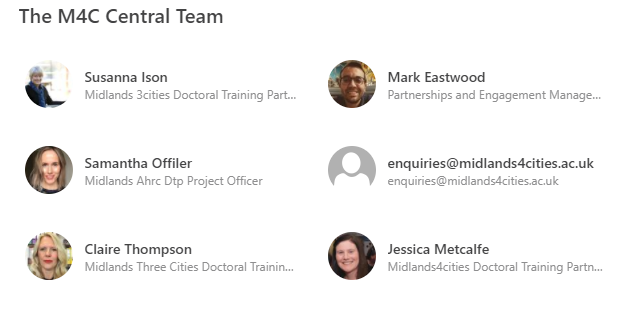 The M4C Central Team
Susanna Ison
Midlands 3cities Doctoral Training Part...
Mark Eastwood
Partnerships and Engagement Manage...
Samantha Offiler
Midlands Ahrc Dtp Project Officer
enquiries@midlands4cities.ac.uk
enquiries@midlands4cities.ac.uk
Claire Thompson
Midlands Three Cities Doctoral Trainin...
Jessica Metcalfe
Midlands4cities Doctoral Training Partn...